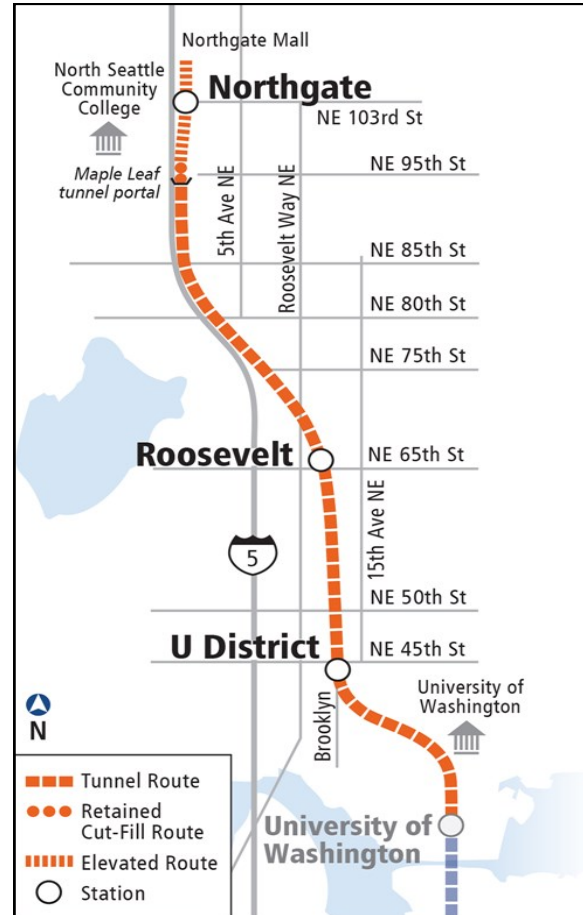 Northgate Mall
North Seattle
Community
College
Northgate
NE 103rd St
Maple Leaf
tunnel portal
NE 95th St
5th Ave NE
Roosevelt Way NE
NE 85th St
NE 80th St
NE 75th St
Roosevelt
NE 65th St
15th Ave NE
5
NE 50th St
U District
NE 45th St
University of
Washington
Brooklyn
N
Tunnel Route
Retained
Cut-Fill Route
Elevated Route
Station
University of
Washington